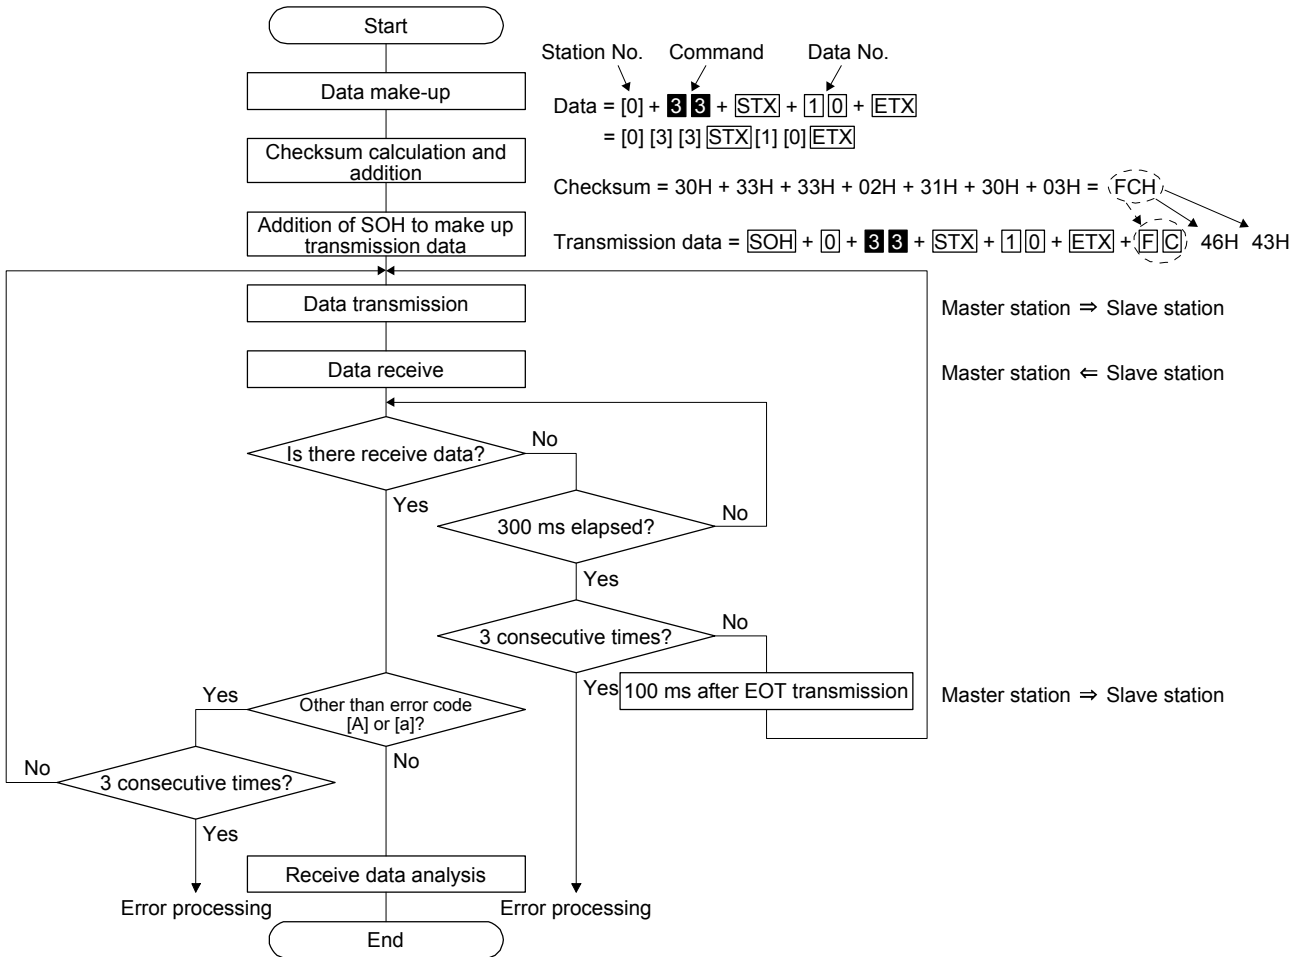 Start
Station No. Command Data No.
Data make-up
Data = [0] + 3 3 + STX + 1 0 + ETX
= [0] [3] [3] STX [1] [0] ETX
Checksum calculation and
addition
Checksum = 30H + 33H + 33H + 02H + 31H + 30H + 03H = FCH
Addition of SOH to make up
transmission data
Transmission data = SOH + 0 + 3 3 + STX + 1 0 + ETX + F C 46H 43H
Data transmission
Master station ⇒ Slave station
Data receive
Master station ⇐ Slave station
Is there receive data?
No
Yes
300 ms elapsed?
No
Yes
3 consecutive times?
No
Yes
100 ms after EOT transmission
Master station ⇒ Slave station
Other than error code
[A] or [a]?
Yes
No
3 consecutive times?
No
Yes
Receive data analysis
Error processing
Error processing
End